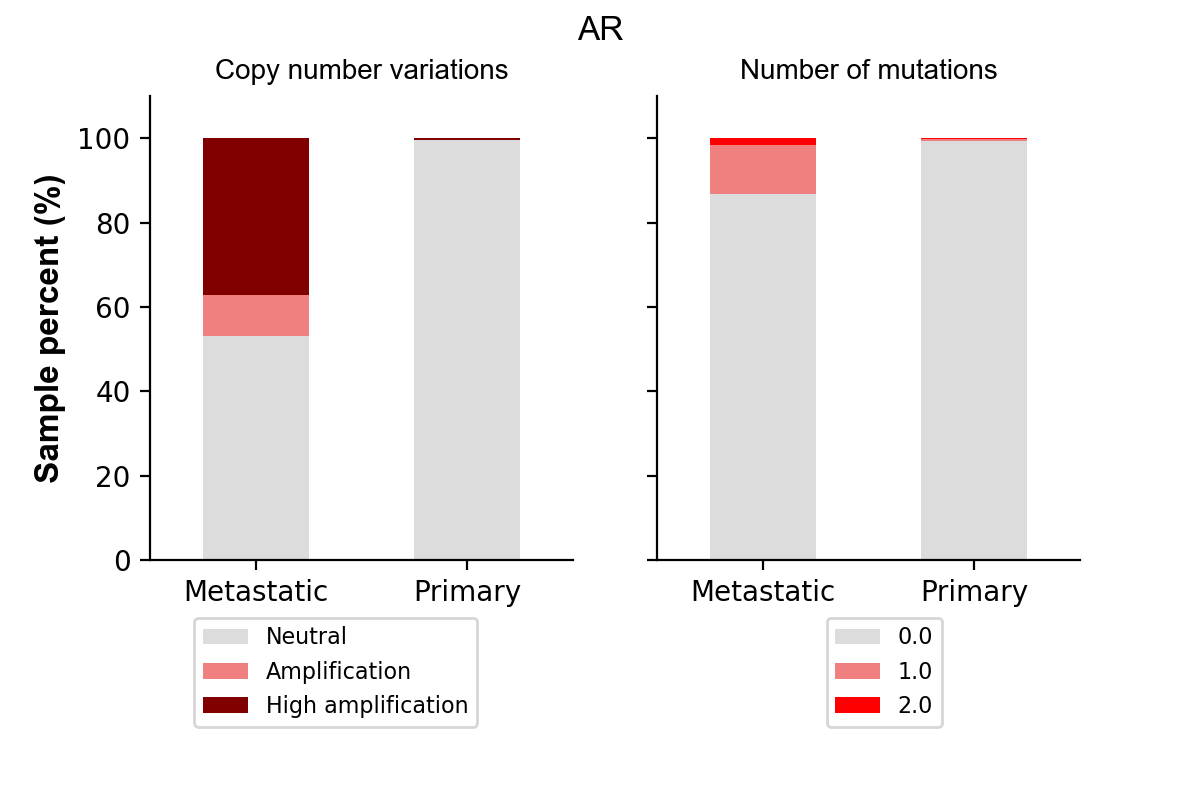 AR
Copy number variations
Number of mutations
Sample percent (%)
100
80
60
40
20
0
Metastatic Primary
Metastatic Primary
Neutral
Amplification
High amplification
0.0
1.0
2.0